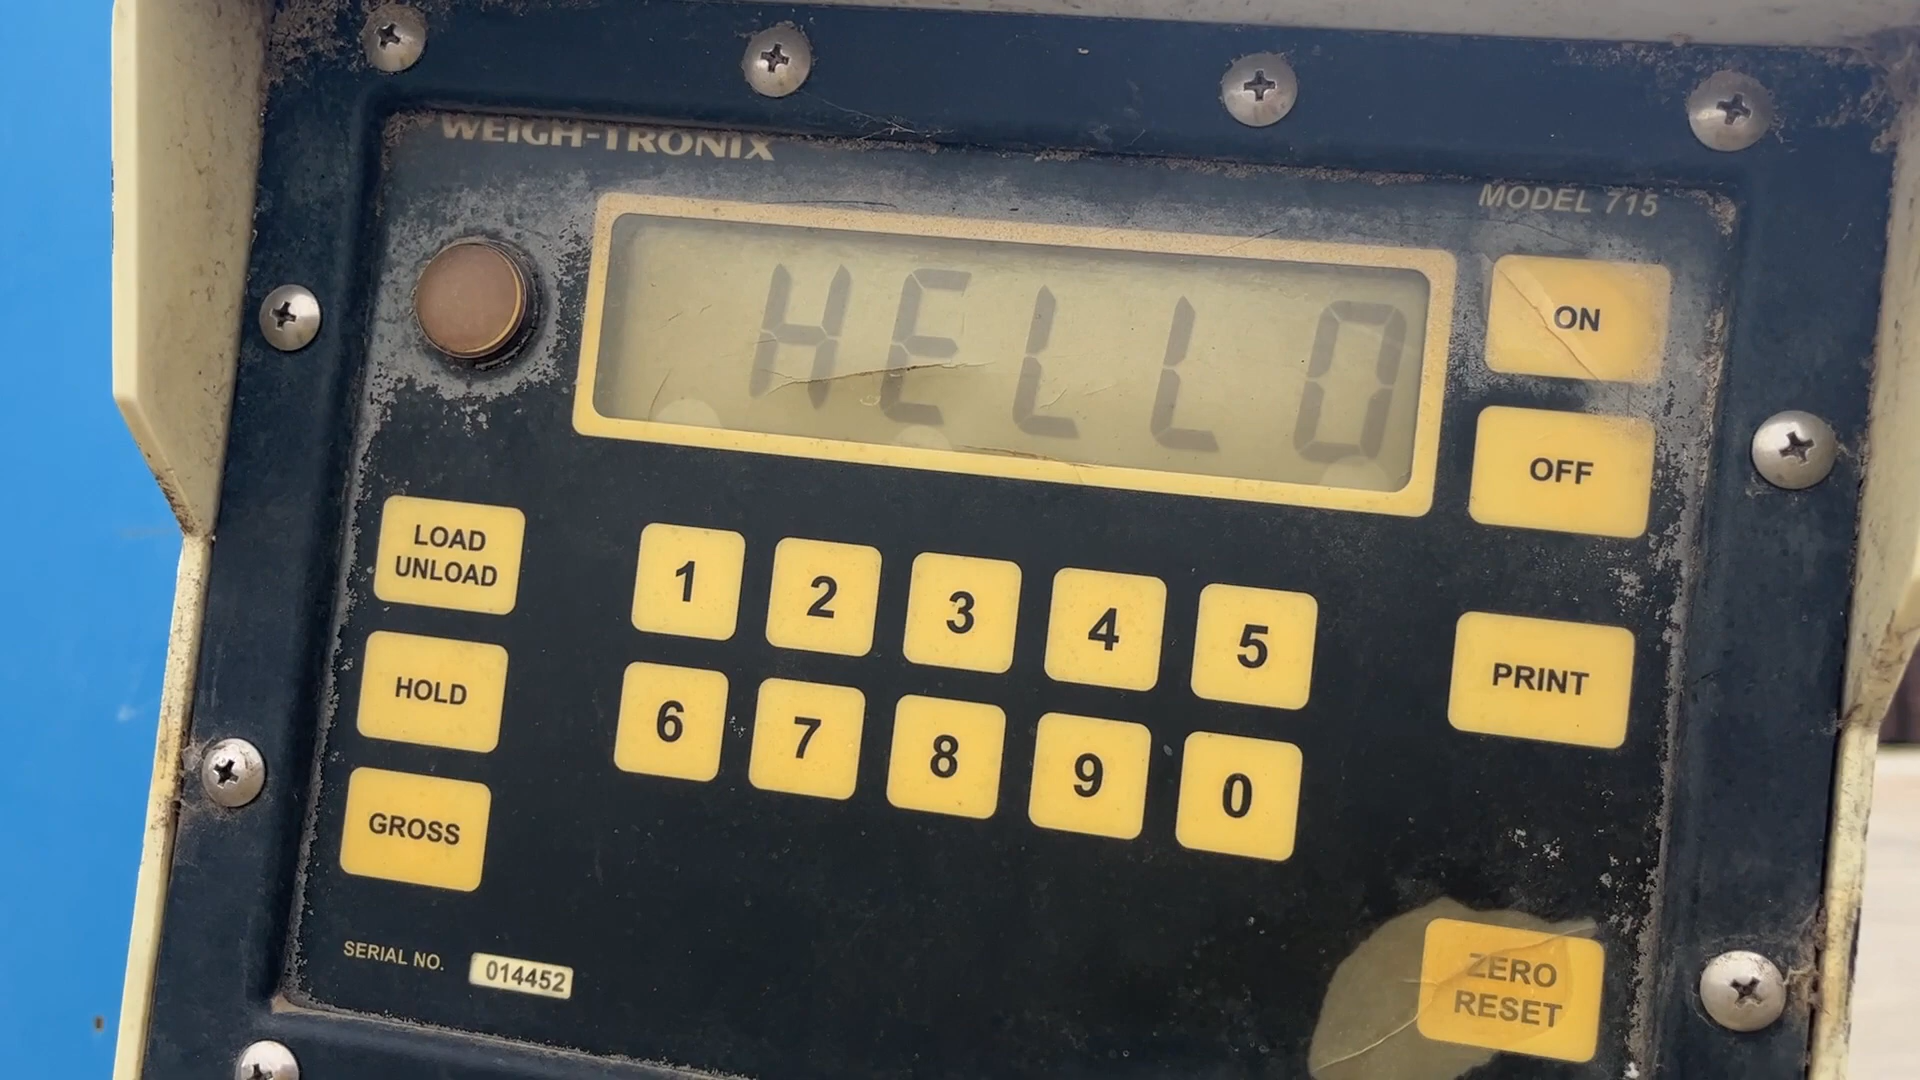 WEIGH-TRONIX
MODEL 715
HELLO
ON
OFF
LOAD
UNLOAD
1 2 3 4 5
PRINT
HOLD
6 7 8 9 0
GROSS
SERIAL NO. 014452
ZERO
RESET